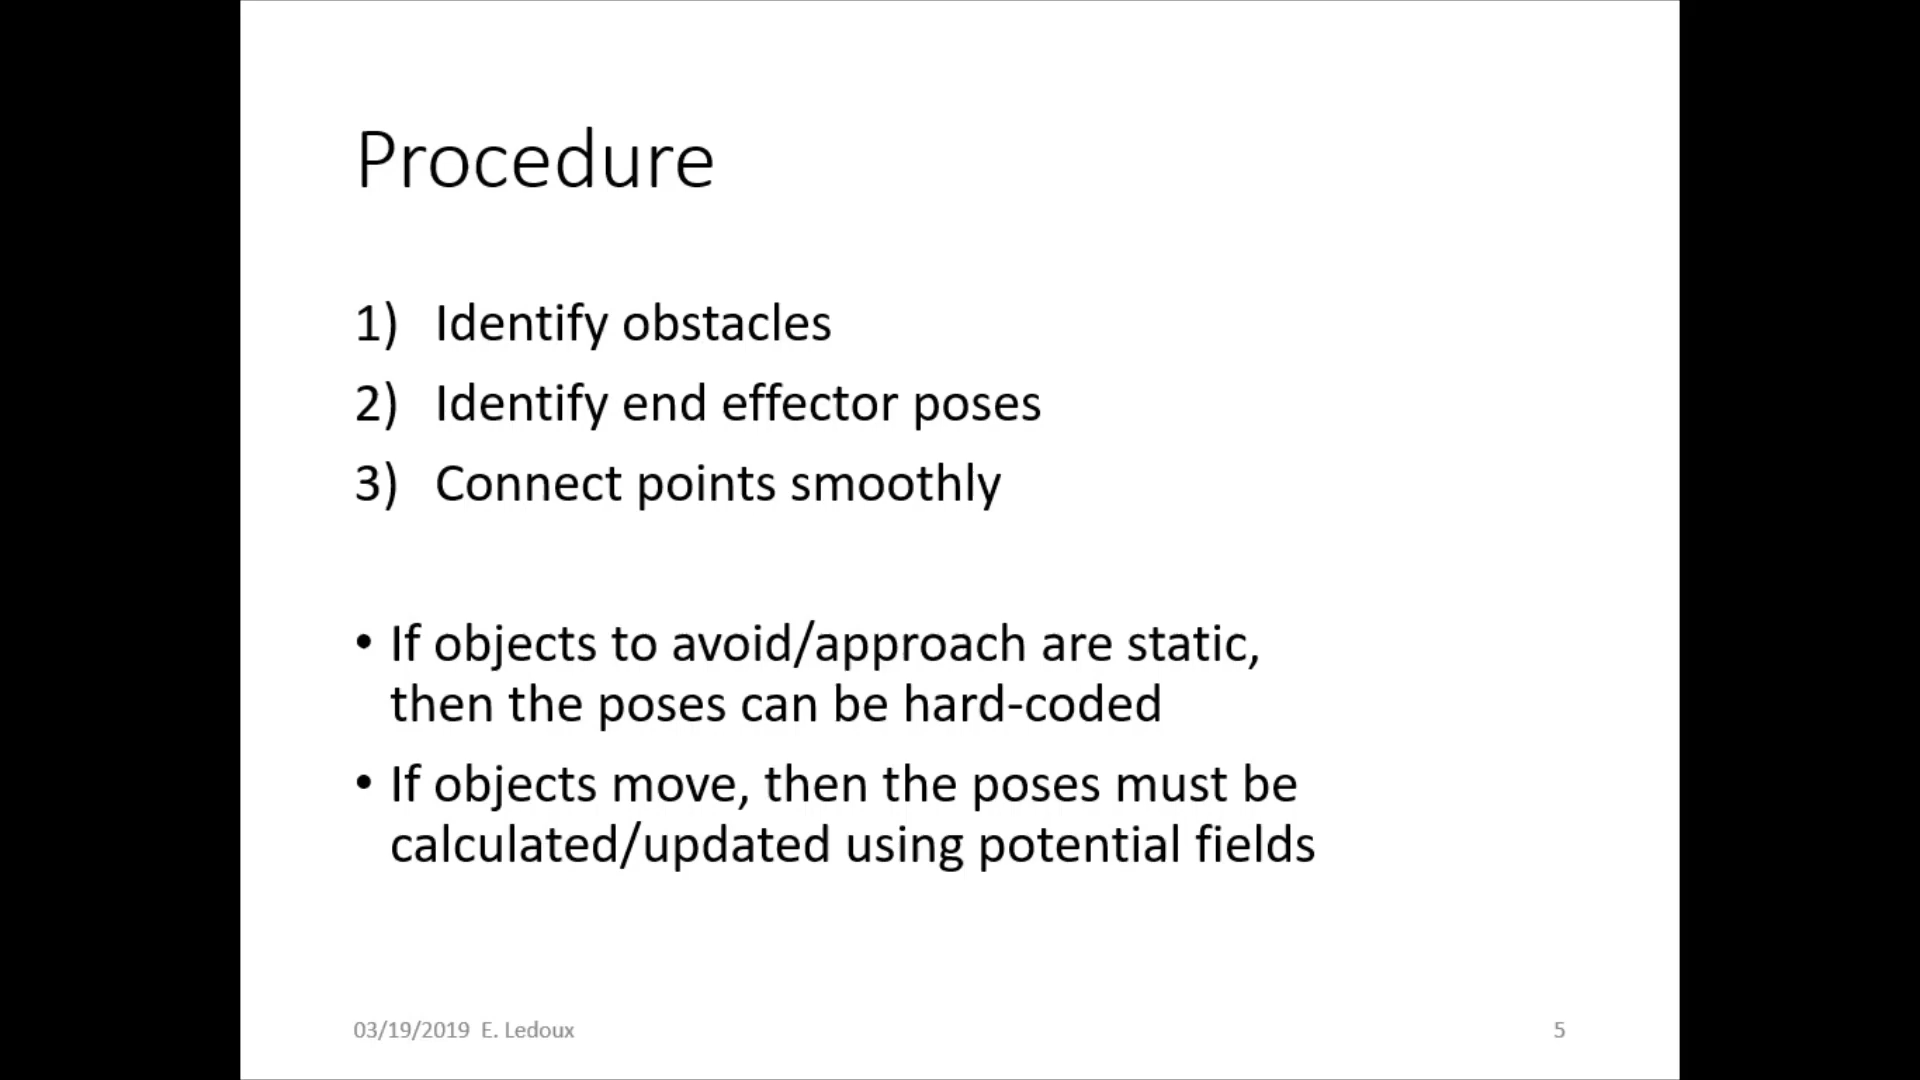 Procedure
1) Identify obstacles
2) Identify end effector poses
3) Connect points smoothly
• If objects to avoid/approach are static,
then the poses can be hard-coded
• If objects move, then the poses must be
calculated/updated using potential fields
03/19/2019 E. Ledoux
5